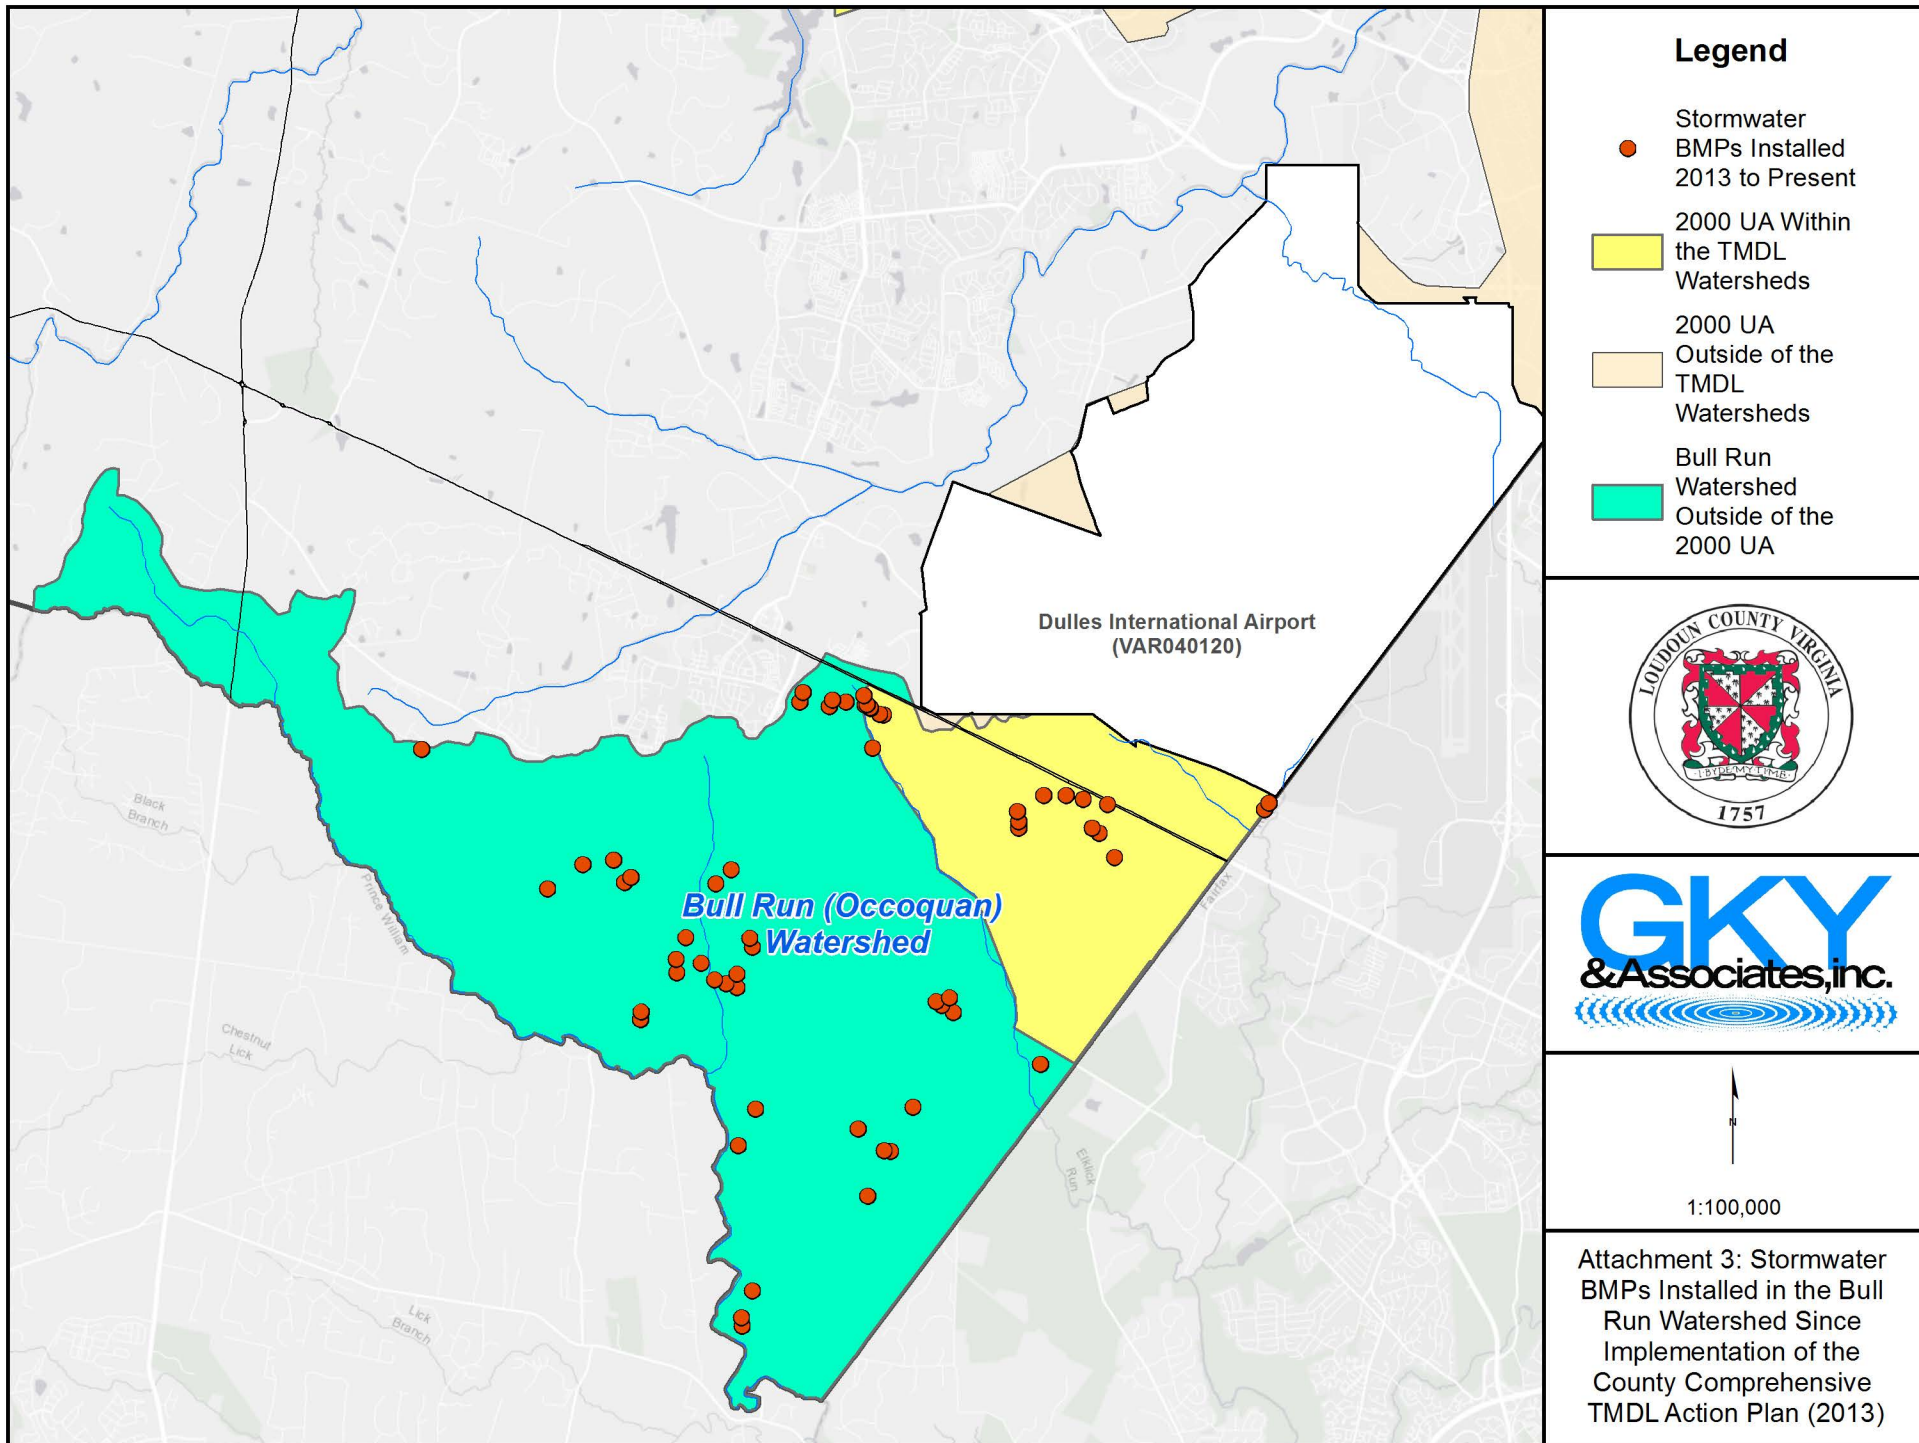 Legend
Stormwater
BMPs Installed
2013 to Present
2000 UA Within
the TMDL
Watersheds
2000 UA
Outside of the
TMDL
Watersheds
Bull Run
Watershed
Outside of the
2000 UA
Dulles International Airport
(VAR040120)
Bull Run (Occoquan)
Watershed
Black
Branch
Prince William
Chestnut
Lick
Fairfax
Elklick
Run
Lick
Branch
LOUDOUN COUNTY VIRGINIA
·I·BYDE·MY·TYME·
1757
GKY
&Associates,inc.
N
1:100,000
Attachment 3: Stormwater
BMPs Installed in the Bull
Run Watershed Since
Implementation of the
County Comprehensive
TMDL Action Plan (2013)